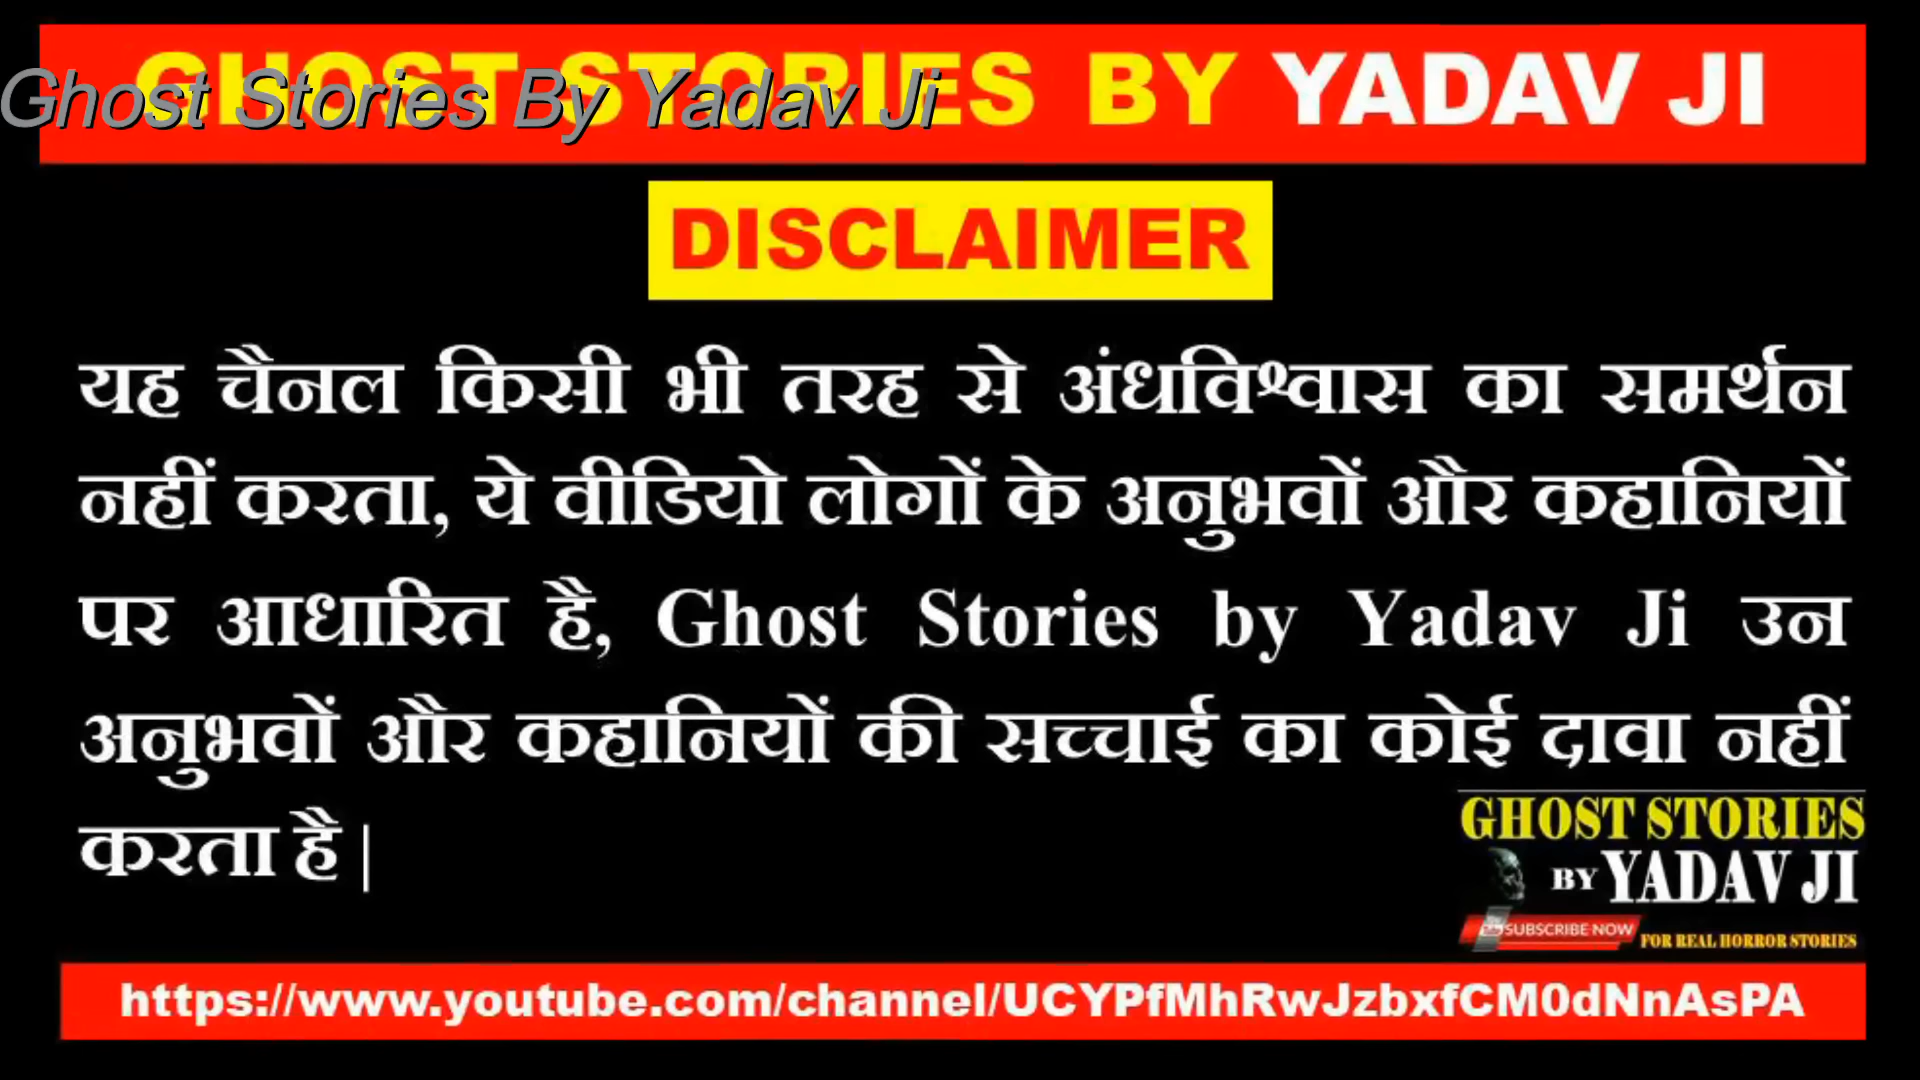 GHOST STORIES BY YADAV JI
Ghost Stories By Yadav Ji
DISCLAIMER
यह चैनल किसी भी तरह से अंधविश्वास का समर्थन
नहीं करता, ये वीडियो लोगों के अनुभवों और कहानियों
पर आधारित है, Ghost Stories by Yadav Ji उन
अनुभवों और कहानियों की सच्चाई का कोई दावा नहीं
करता है |
GHOST STORIES
BY YADAV JI
SUBSCRIBE NOW
FOR REAL HORROR STORIES
https://www.youtube.com/channel/UCYPfMhRwJzbxfCM0dNnAsPA